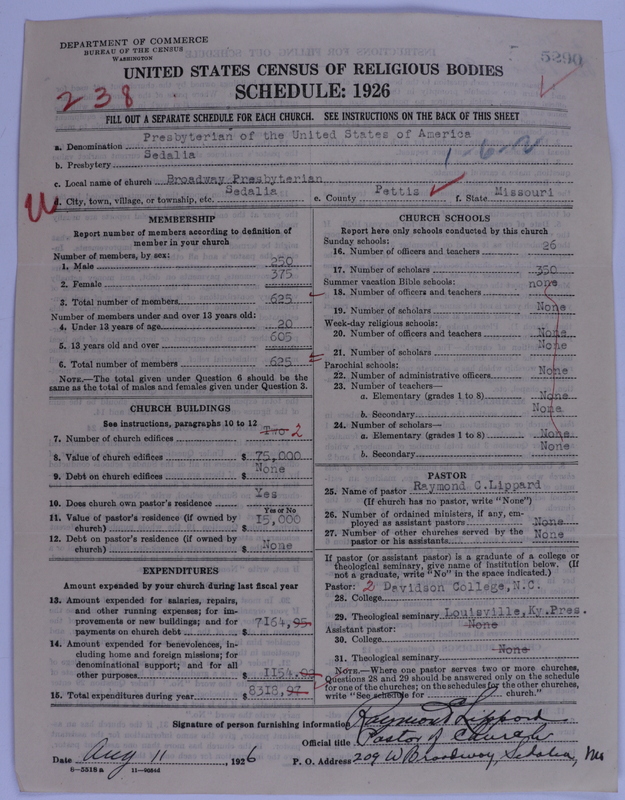 DEPARTMENT OF COMMERCE
BUREAU OF THE CENSUS
WASHINGTON
5290
UNITED STATES CENSUS OF RELIGIOUS BODIES
SCHEDULE: 1926
238
FILL OUT A SEPARATE SCHEDULE FOR EACH CHURCH. SEE INSTRUCTIONS ON THE BACK OF THIS SHEET
a. Denomination Presbyterian of the United States of America
b. Presbytery Sedalia
1-6-2
c. Local name of church Broadway Presbyterian
d. City, town, village, or township, etc. Sedalia e. County Pettis f. State Missouri
MEMBERSHIP
Report number of members according to definition of
member in your church
Number of members, by sex:
1. Male 250
2. Female 375
3. Total number of members 625
Number of members under and over 13 years old:
4. Under 13 years of age 20
5. 13 years old and over 605
6. Total number of members 625
NOTE.—The total given under Question 6 should be the
same as the total of males and females given under Question 3.
CHURCH BUILDINGS
See instructions, paragraphs 10 to 12
7. Number of church edifices Two 2
8. Value of church edifices $ 75,000
9. Debt on church edifices $ None
10. Does church own pastor's residence Yes
Yes or No
11. Value of pastor's residence (if owned by
church) $ 15,000
12. Debt on pastor's residence (if owned by
church) $ None
EXPENDITURES
Amount expended by your church during last fiscal year
13. Amount expended for salaries, repairs,
and other running expenses; for im-
provements or new buildings; and for
payments on church debt $ 7164,95
14. Amount expended for benevolences, in-
cluding home and foreign missions; for
denominational support; and for all
other purposes $ 1154.02
15. Total expenditures during year $ 8318,97
CHURCH SCHOOLS
Report here only schools conducted by this church
Sunday schools:
16. Number of officers and teachers 26
17. Number of scholars 350
Summer vacation Bible schools:
18. Number of officers and teachers none
19. Number of scholars None
Week-day religious schools:
20. Number of officers and teachers None
21. Number of scholars None
Parochial schools:
22. Number of administrative officers None
23. Number of teachers—
a. Elementary (grades 1 to 8) None
b. Secondary None
24. Number of scholars—
a. Elementary (grades 1 to 8) None
b. Secondary None
PASTOR
25. Name of pastor Raymond C.Lippard
(If church has no pastor, write "None")
26. Number of ordained ministers, if any, em-
ployed as assistant pastors None
27. Number of other churches served by the
pastor or his assistants None
If pastor (or assistant pastor) is a graduate of a college or
theological seminary, give name of institution below. (If
not a graduate, write "No" in the space indicated.)
Pastor: 2
28. College Davidson College,N.C.
29. Theological seminary Louisville,Ky.Pres.
Assistant pastor:
30. College None
31. Theological seminary None
NOTE.—Where one pastor serves two or more churches,
Questions 28 and 29 should be answered only on the schedule
for one of the churches; on the schedules for the other churches,
write "See schedule for church."
Signature of person furnishing information Raymond C Lippard
Official title Pastor of Church
Date Aug 11, 1926 P. O. Address 209 W Broadway, Sedalia, Mo
8-5518 a 11-9054d